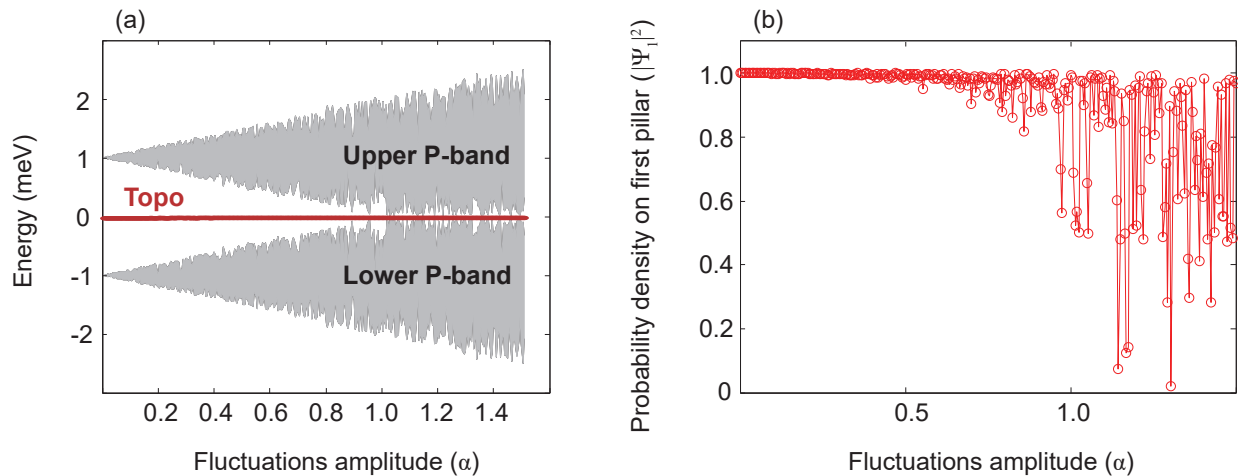 (a)
Energy (meV)
2
1
0
-1
-2
Upper P-band
Topo
Lower P-band
0.2 0.4 0.6 0.8 1.0 1.2 1.4
Fluctuations amplitude (α)
(b)
Probability density on first pillar (|Ψ₁|²)
1.0
0.8
0.6
0.4
0.2
0
0.5 1.0
Fluctuations amplitude (α)